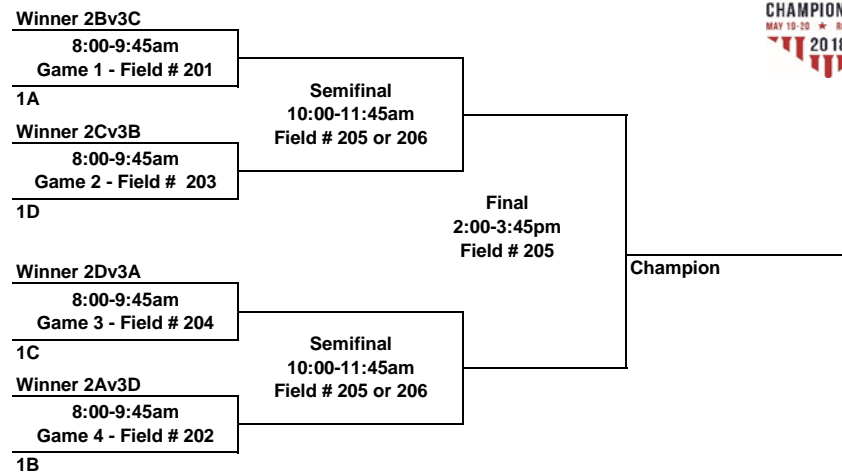 Winner 2Bv3C
8:00-9:45am
Game 1 - Field # 201
1A
Winner 2Cv3B
8:00-9:45am
Game 2 - Field # 203
1D
Winner 2Dv3A
8:00-9:45am
Game 3 - Field # 204
1C
Winner 2Av3D
8:00-9:45am
Game 4 - Field # 202
1B
Semifinal
10:00-11:45am
Field # 205 or 206
Semifinal
10:00-11:45am
Field # 205 or 206
Final
2:00-3:45pm
Field # 205
Champion
CHAMPION
MAY 19-20 ★
2018